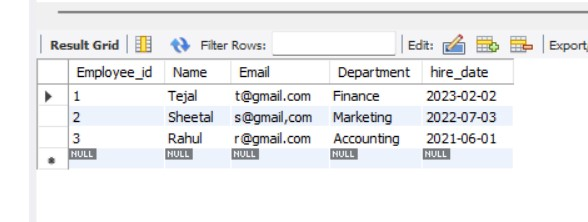 Result Grid Filter Rows: Edit: Export
Employee_id Name Email Department hire_date
1 Tejal t@gmail.com Finance 2023-02-02
2 Sheetal s@gmail,com Marketing 2022-07-03
3 Rahul r@gmail.com Accounting 2021-06-01
NULL NULL NULL NULL NULL